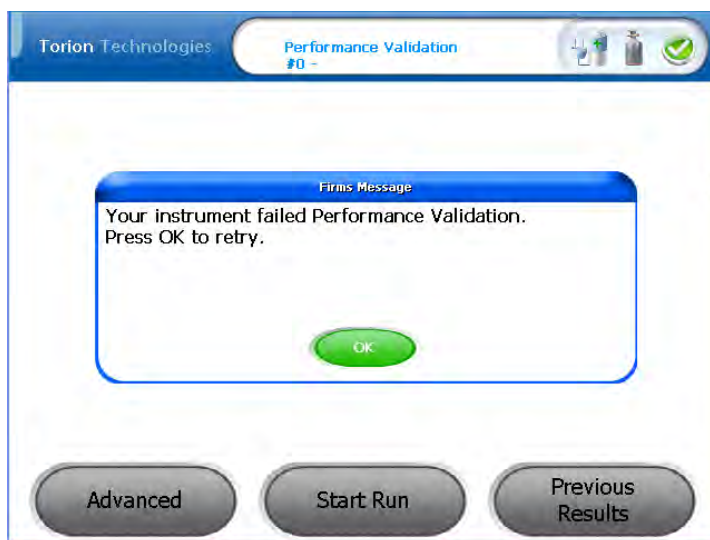 Torion Technologies
Performance Validation
#0 -
Firms Message
Your instrument failed Performance Validation.
Press OK to retry.
OK
Advanced
Start Run
Previous
Results